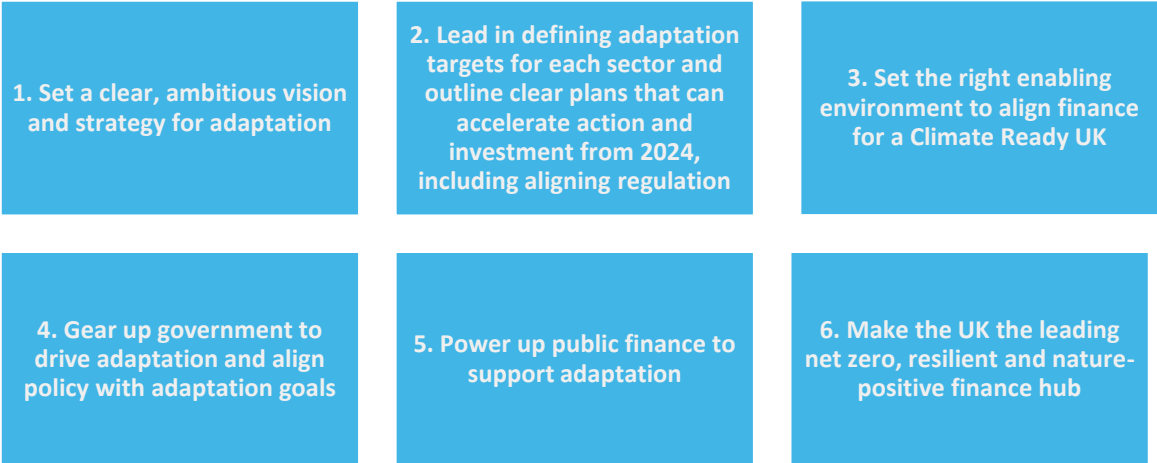 1. Set a clear, ambitious vision
and strategy for adaptation
2. Lead in defining adaptation
targets for each sector and
outline clear plans that can
accelerate action and
investment from 2024,
including aligning regulation
3. Set the right enabling
environment to align finance
for a Climate Ready UK
4. Gear up government to
drive adaptation and align
policy with adaptation goals
5. Power up public finance to
support adaptation
6. Make the UK the leading
net zero, resilient and nature-
positive finance hub